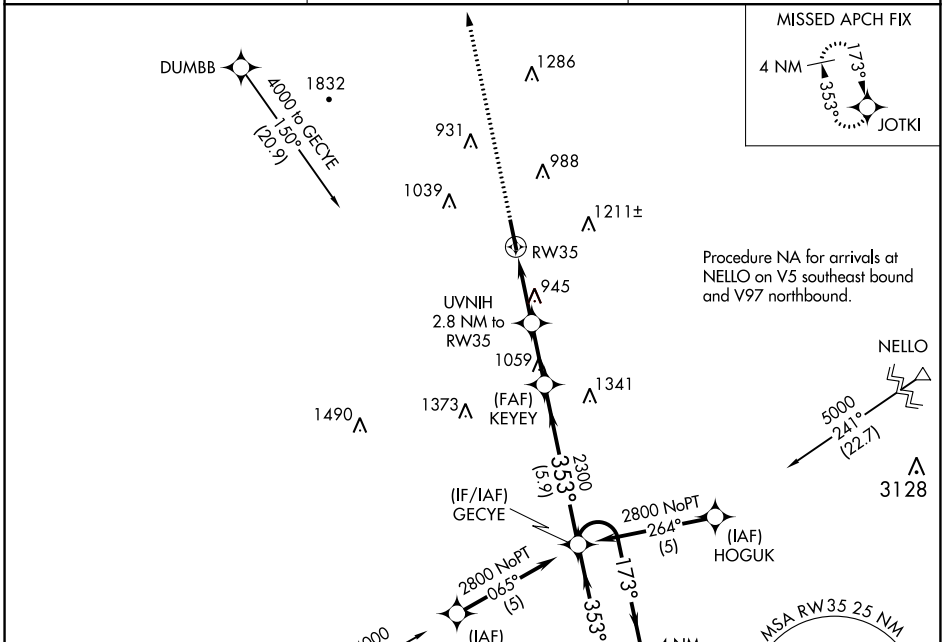 MISSED APCH FIX
4 NM
173°
353°
JOTKI
DUMBB
1832
4000 to GECYE
150°
(20.9)
1286
931
988
1039
1211±
RW35
945
Procedure NA for arrivals at
NELLO on V5 southeast bound
and V97 northbound.
UVNIH
2.8 NM to
RW35
1059
NELLO
(FAF)
KEYEY
1341
1373
1490
5000
241°
(22.7)
3128
2300
353°
(5.9)
(IF/IAF)
GECYE
2800 NoPT
264°
(5)
(IAF)
HOGUK
2800 NoPT
065°
(5)
173°
353°
(IAF)
MSA RW35 25 NM